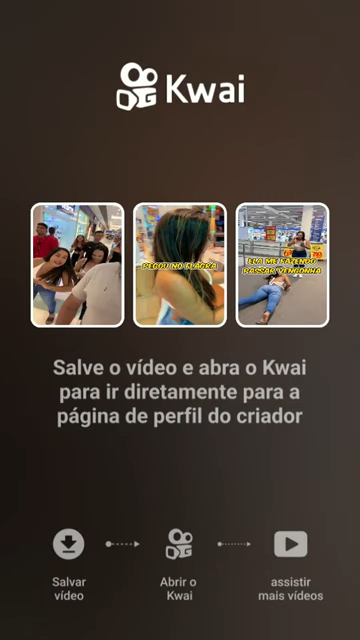 Kwai
PEGOU NO FLAGRA
ELA ME FAZENDO
PASSAR VERGONHA
Salve o vídeo e abra o Kwai
para ir diretamente para a
página de perfil do criador
Salvar
vídeo
Abrir o
Kwai
assistir
mais vídeos